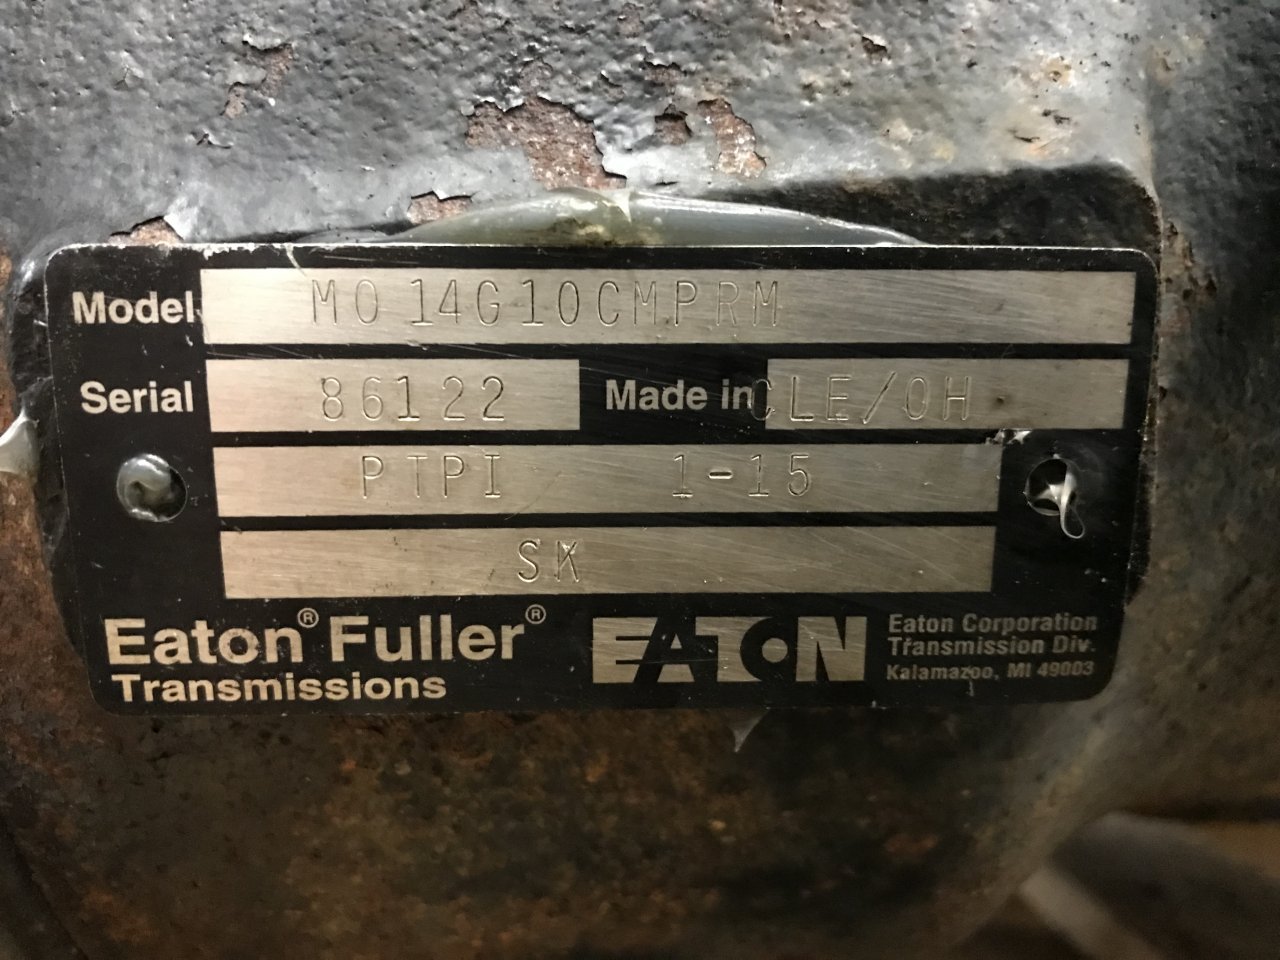 Model MO 14G10CMPRM
Serial 86122 Made in CLE/OH
PTPI 1-15
SK
Eaton® Fuller®
Transmissions
EATON
Eaton Corporation
Transmission Div.
Kalamazoo, MI 49003